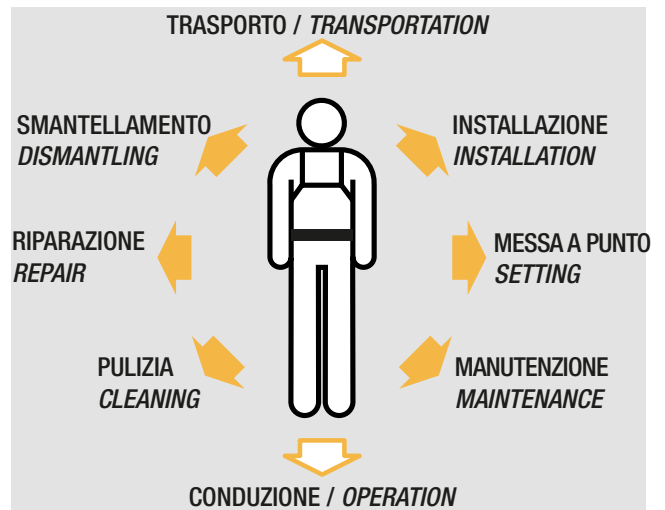 TRASPORTO / TRANSPORTATION
SMANTELLAMENTO
DISMANTLING
INSTALLAZIONE
INSTALLATION
RIPARAZIONE
REPAIR
MESSA A PUNTO
SETTING
PULIZIA
CLEANING
MANUTENZIONE
MAINTENANCE
CONDUZIONE / OPERATION